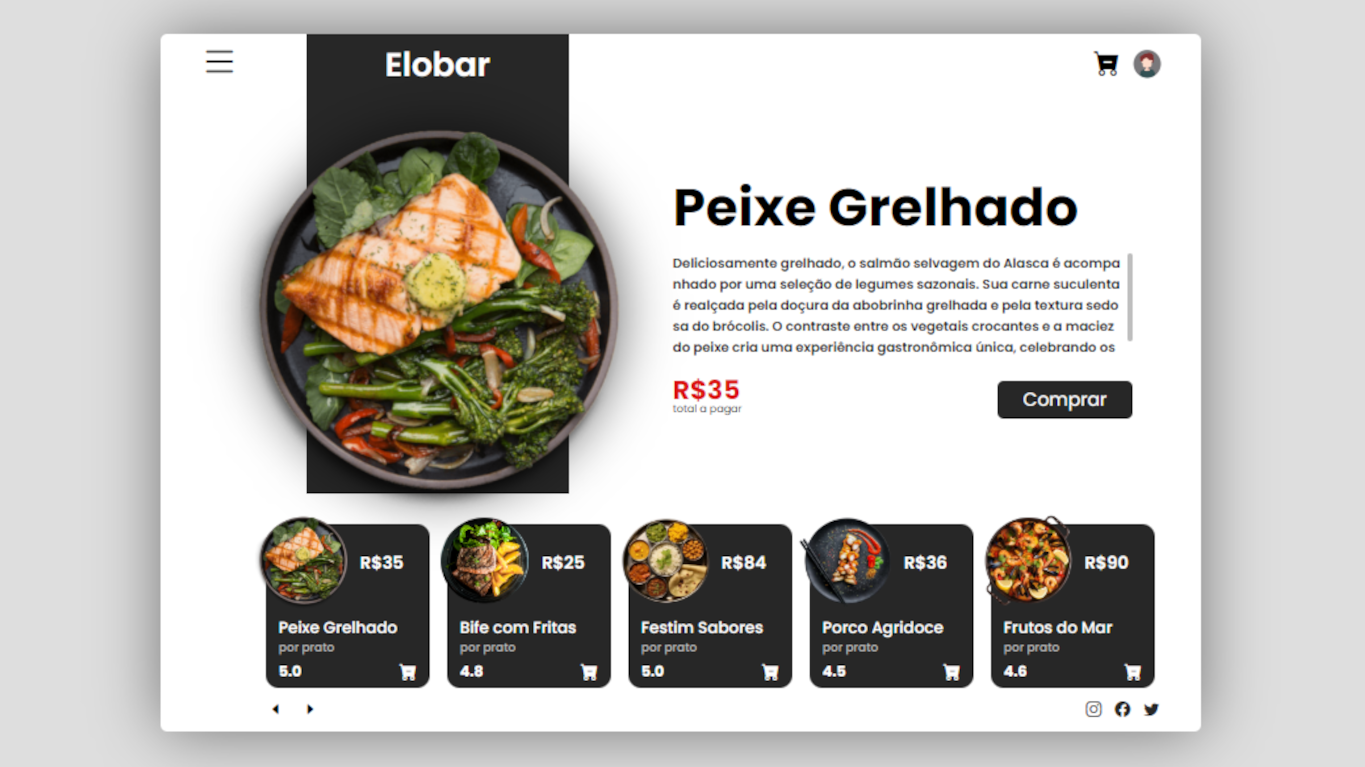 Elobar
Peixe Grelhado
Deliciosamente grelhado, o salmão selvagem do Alasca é acompa
nhado por uma seleção de legumes sazonais. Sua carne suculenta
é realçada pela doçura da abobrinha grelhada e pela textura sedo
sa do brócolis. O contraste entre os vegetais crocantes e a maciez
do peixe cria uma experiência gastronômica única, celebrando os
R$35
total a pagar
Comprar
R$35
Peixe Grelhado
por prato
5.0
R$25
Bife com Fritas
por prato
4.8
R$84
Festim Sabores
por prato
5.0
R$36
Porco Agridoce
por prato
4.5
R$90
Frutos do Mar
por prato
4.6